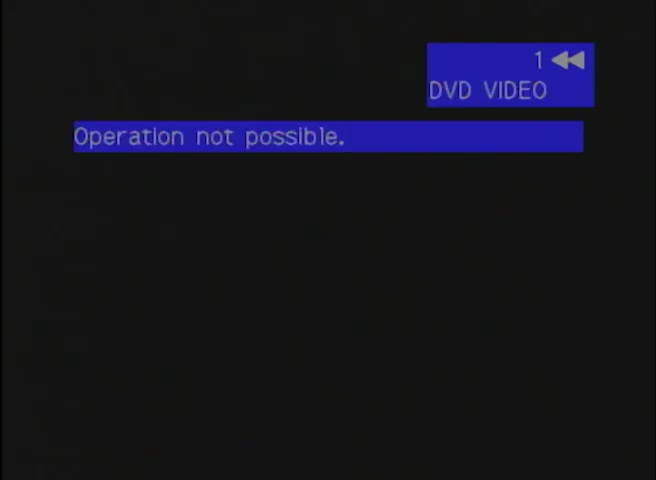 1 ◀◀
DVD VIDEO
Operation not possible.